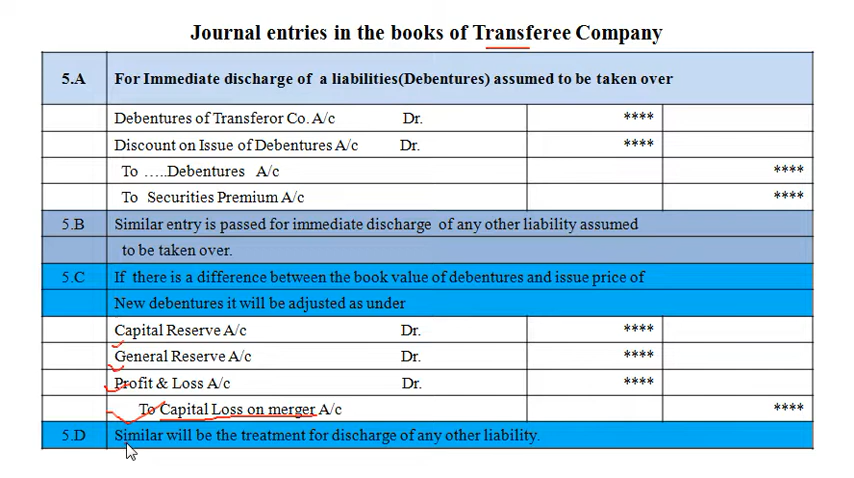 Journal entries in the books of Transferee Company
5.A For Immediate discharge of a liabilities(Debentures) assumed to be taken over
Debentures of Transferor Co. A/c Dr. ****
Discount on Issue of Debentures A/c Dr. ****
To …..Debentures A/c ****
To Securities Premium A/c ****
5.B Similar entry is passed for immediate discharge of any other liability assumed
to be taken over.
5.C If there is a difference between the book value of debentures and issue price of
New debentures it will be adjusted as under
Capital Reserve A/c Dr. ****
General Reserve A/c Dr. ****
Profit & Loss A/c Dr. ****
To Capital Loss on merger A/c ****
5.D Similar will be the treatment for discharge of any other liability.